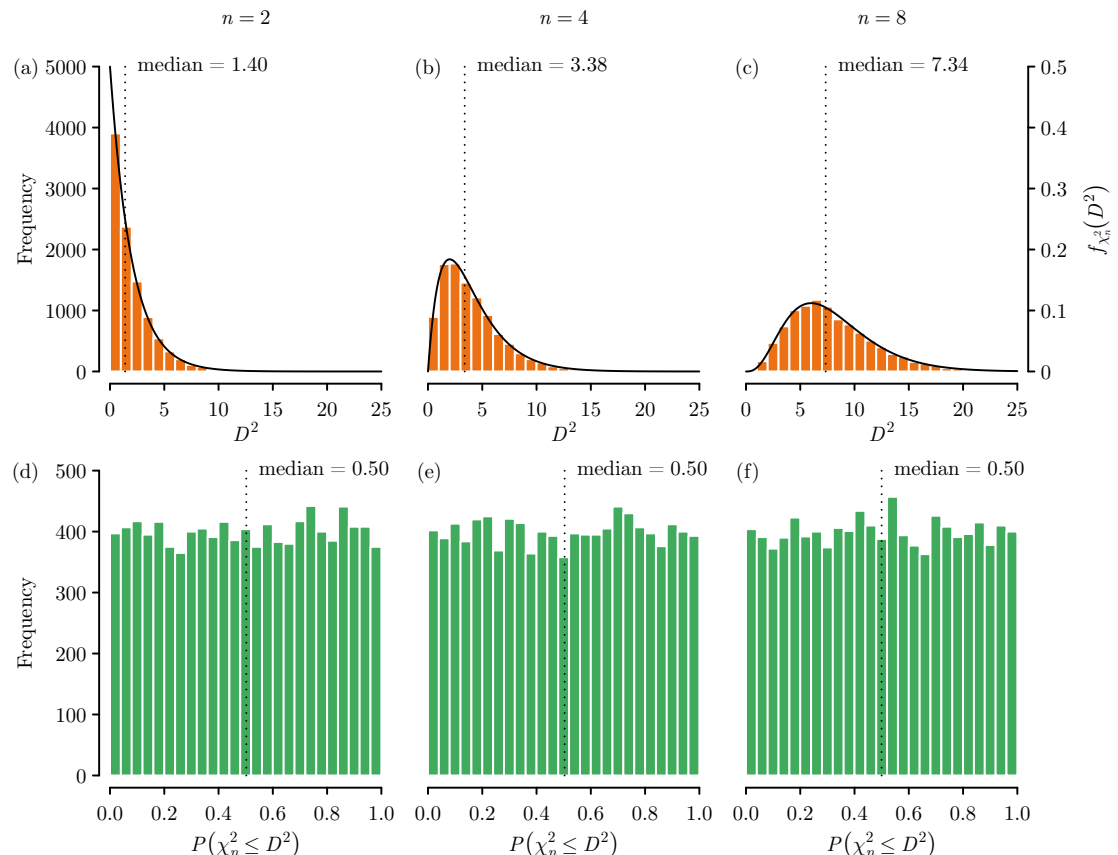 n = 2
n = 4
n = 8
(a)
median = 1.40
(b)
median = 3.38
(c)
median = 7.34
5000
4000
3000
2000
1000
0
Frequency
0.5
0.4
0.3
0.2
0.1
0
f_{χ_n^2}(D^2)
0 5 10 15 20 25
0 5 10 15 20 25
0 5 10 15 20 25
D^2
D^2
D^2
(d)
median = 0.50
(e)
median = 0.50
(f)
median = 0.50
500
400
300
200
100
0
Frequency
0.0 0.2 0.4 0.6 0.8 1.0
0.0 0.2 0.4 0.6 0.8 1.0
0.0 0.2 0.4 0.6 0.8 1.0
P(χ_n^2 ≤ D^2)
P(χ_n^2 ≤ D^2)
P(χ_n^2 ≤ D^2)